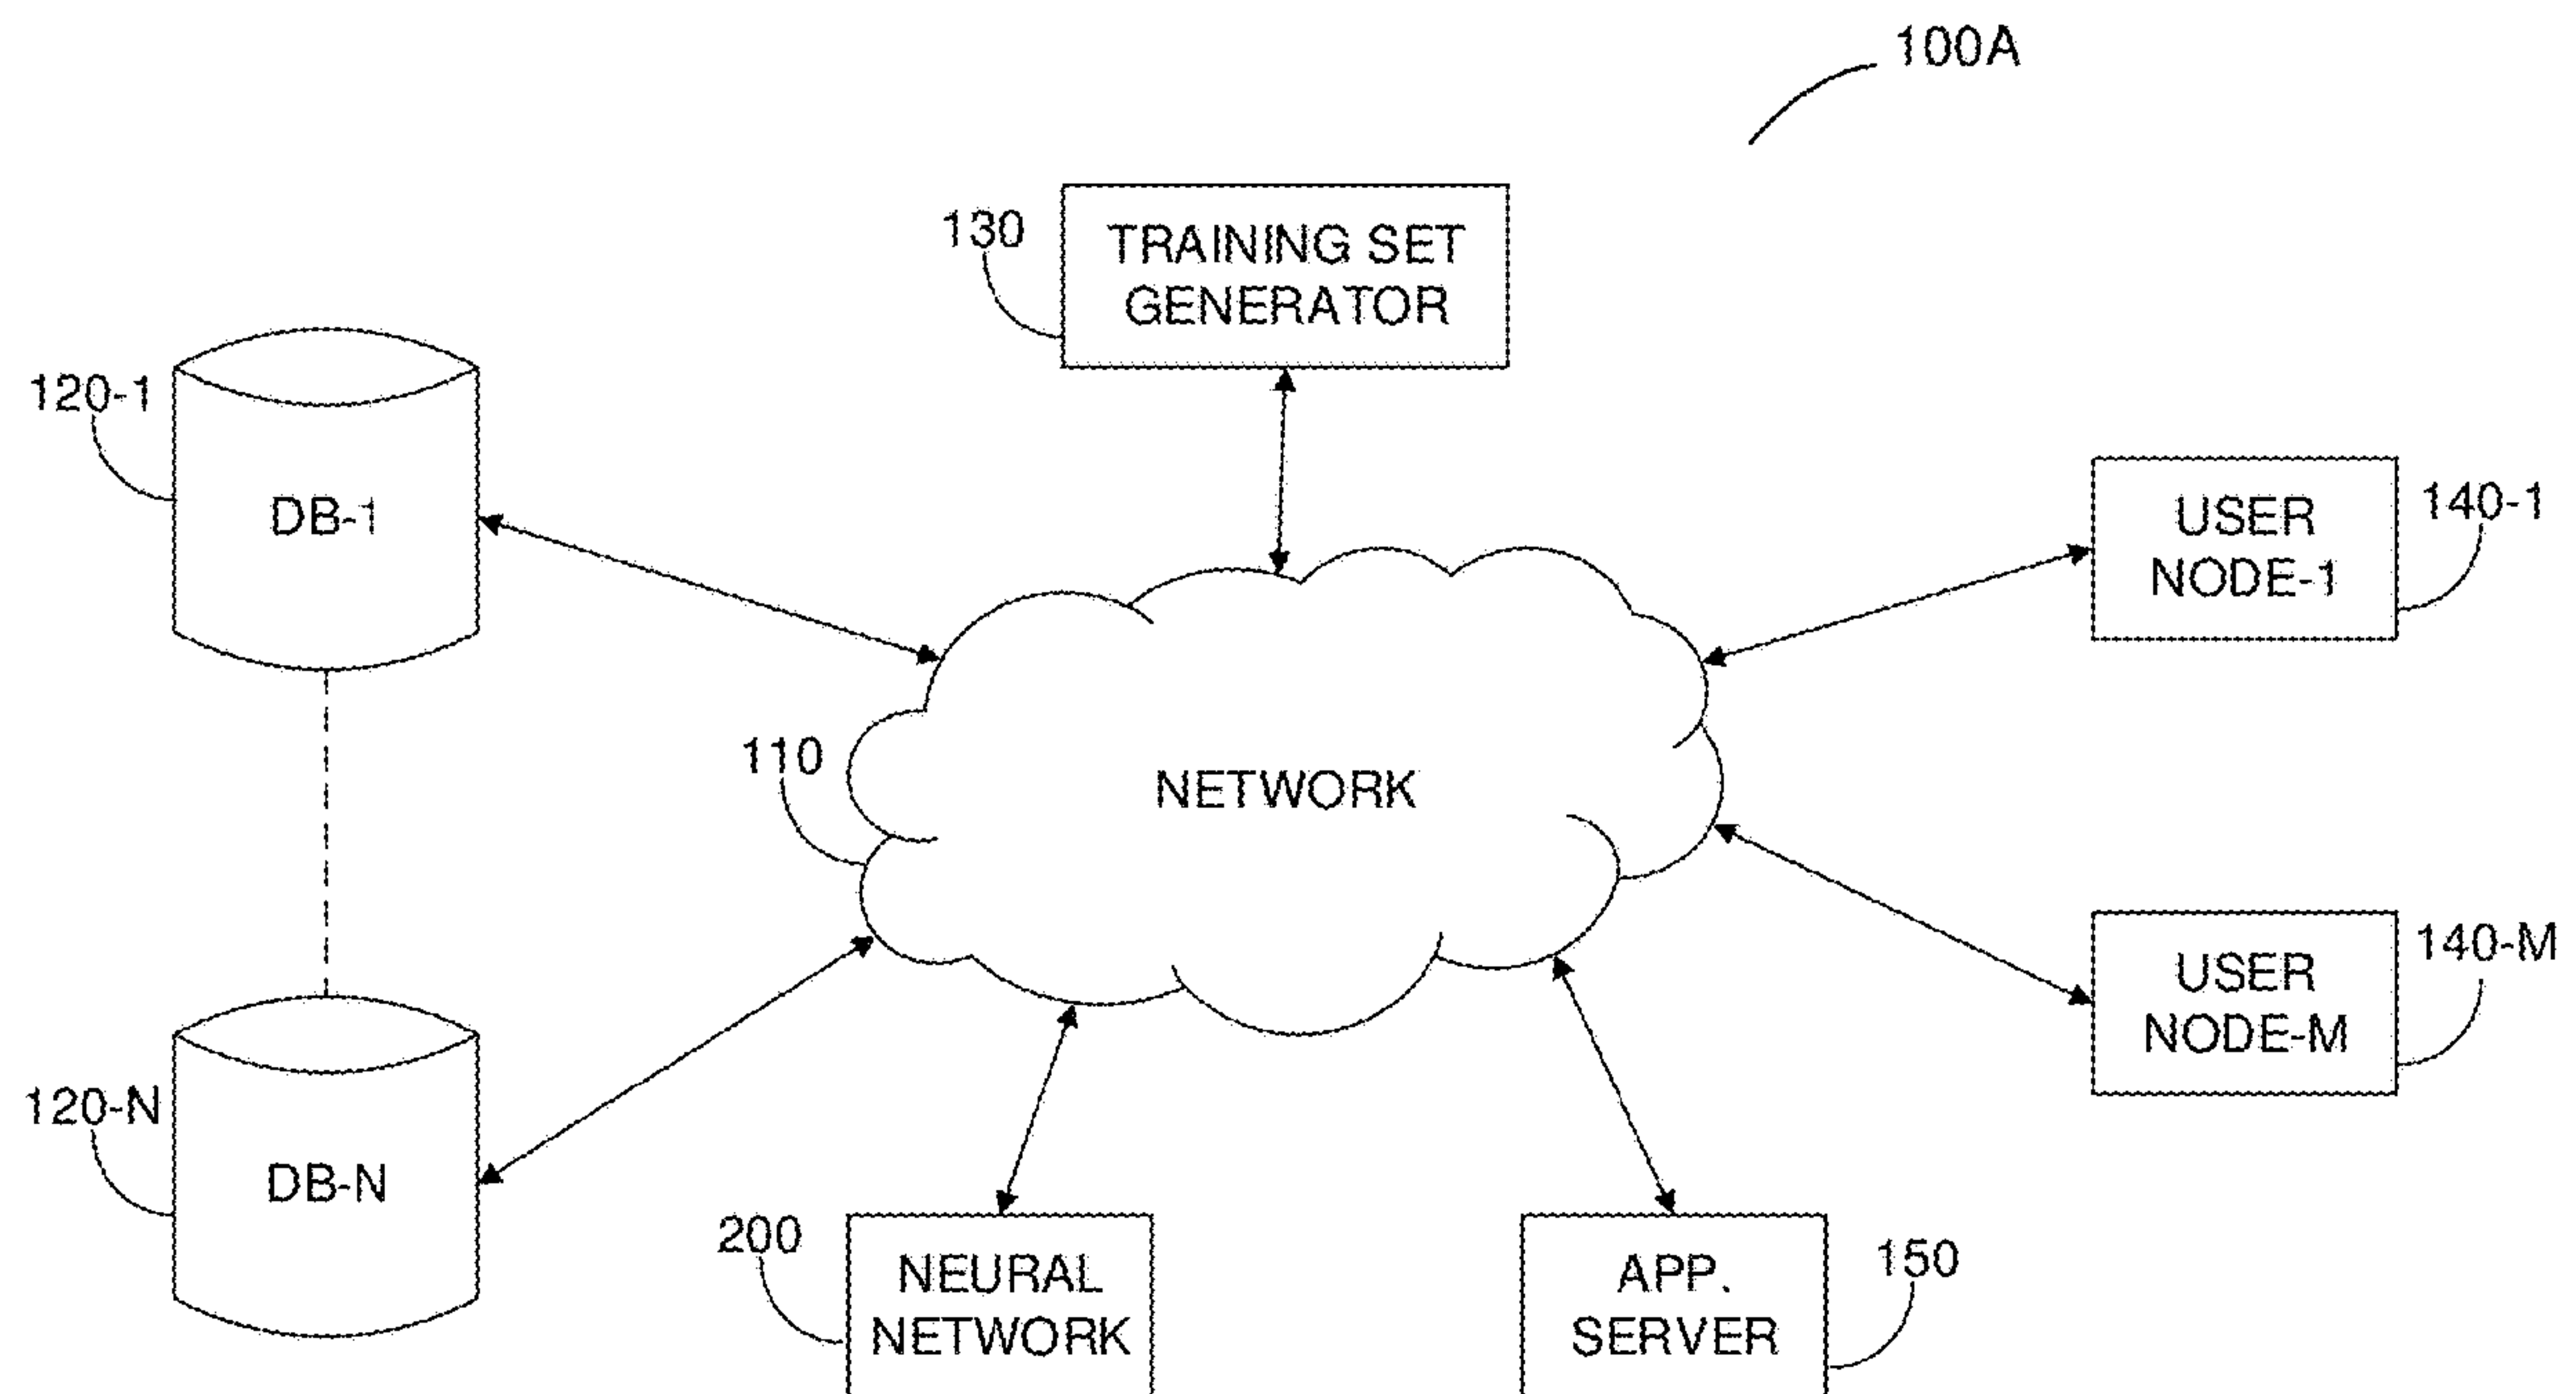 100A
130
TRAINING SET
GENERATOR
120-1
DB-1
USER
NODE-1
140-1
110
NETWORK
USER
NODE-M
140-M
120-N
DB-N
200
NEURAL
NETWORK
APP.
SERVER
150